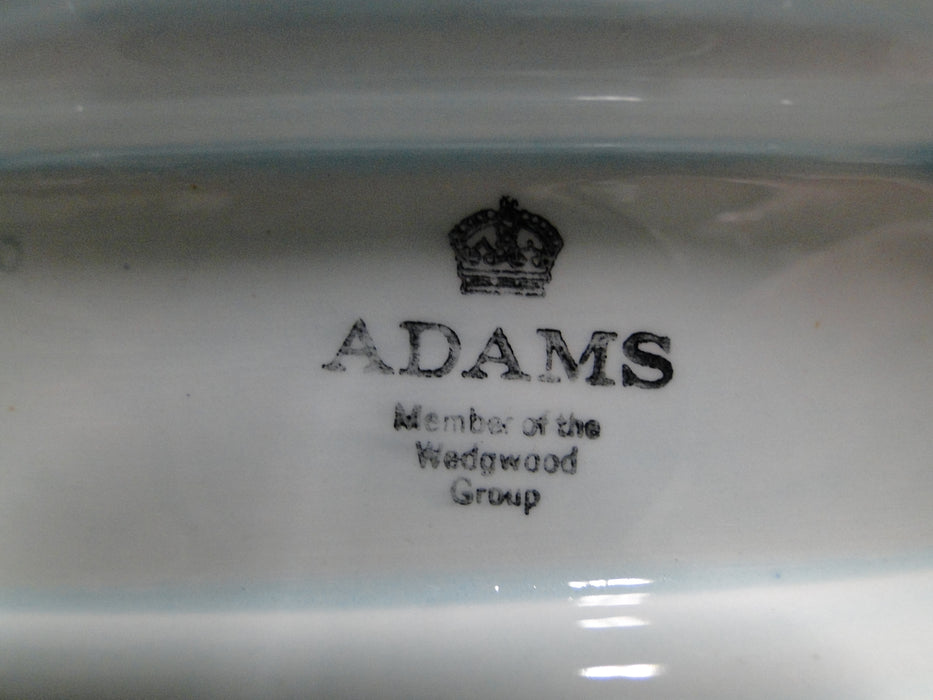 ADAMS
Member of the
Wedgwood
Group